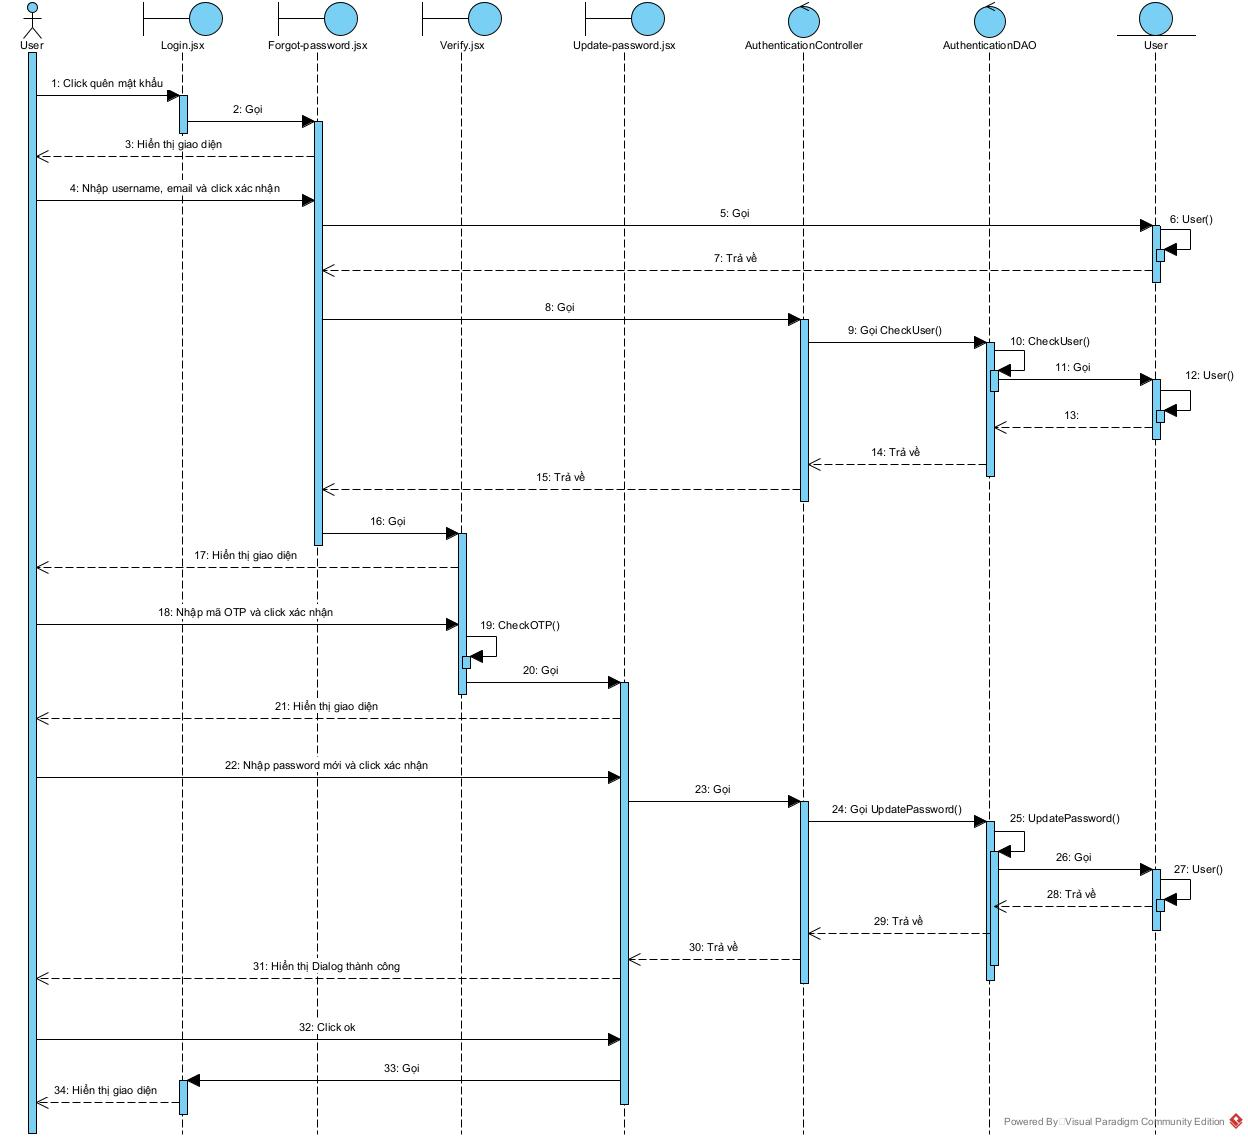 User
Login.jsx
Forgot-password.jsx
Verify.jsx
Update-password.jsx
AuthenticationController
AuthenticationDAO
User
1: Click quên mật khẩu
2: Gọi
3: Hiển thị giao diện
4: Nhập username, email và click xác nhận
5: Gọi
6: User()
7: Trả về
8: Gọi
9: Gọi CheckUser()
10: CheckUser()
11: Gọi
12: User()
13:
14: Trả về
15: Trả về
16: Gọi
17: Hiển thị giao diện
18: Nhập mã OTP và click xác nhận
19: CheckOTP()
20: Gọi
21: Hiển thị giao diện
22: Nhập password mới và click xác nhận
23: Gọi
24: Gọi UpdatePassword()
25: UpdatePassword()
26: Gọi
27: User()
28: Trả về
29: Trả về
30: Trả về
31: Hiển thị Dialog thành công
32: Click ok
33: Gọi
34: Hiển thị giao diện
Powered By Visual Paradigm Community Edition